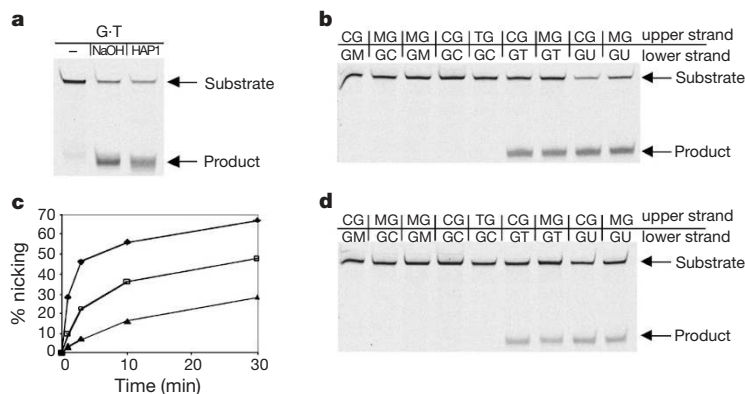 a
G·T
– NaOH HAP1
Substrate
Product
b
CG MG MG CG TG CG MG CG MG upper strand
GM GC GM GC GC GT GT GU GU lower strand
Substrate
Product
c
% nicking
70
60
50
40
30
20
10
0
0 10 20 30
Time (min)
d
CG MG MG CG TG CG MG CG MG upper strand
GM GC GM GC GC GT GT GU GU lower strand
Substrate
Product